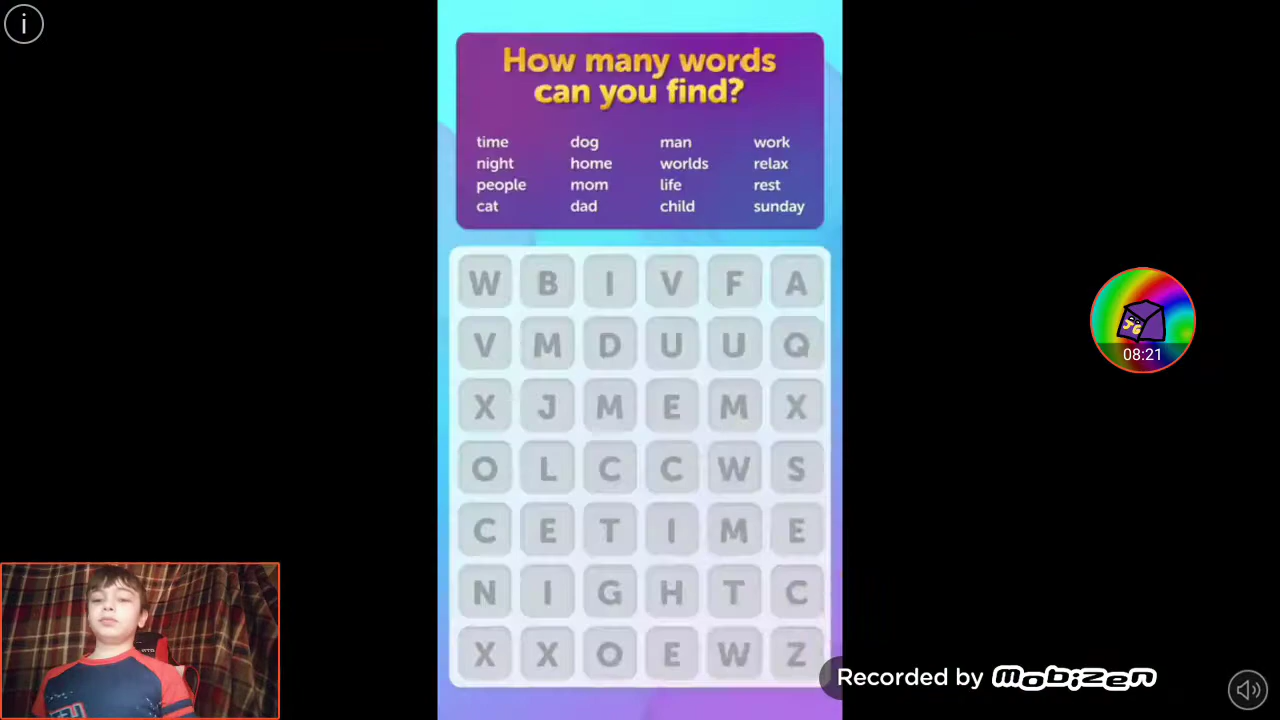 i
How many words
can you find?
time dog man work
night home worlds relax
people mom life rest
cat dad child sunday
W B I V F A
V M D U U Q
X J M E M X
O L C C W S
C E T I M E
N I G H T C
X X O E W Z
JG
08:21
Recorded by mobizen